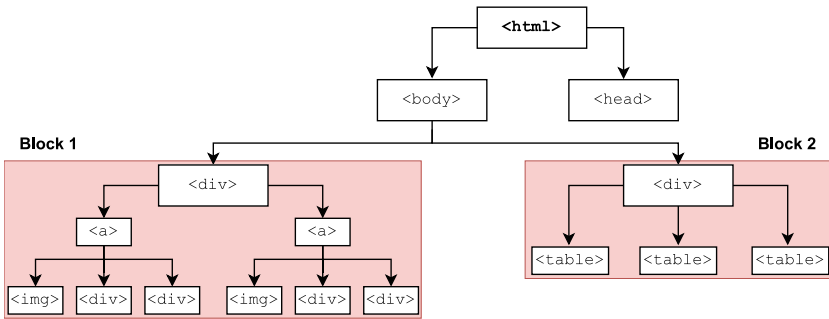 <html>
<body> <head>
Block 1 Block 2
<div> <div>
<a> <a>
<table> <table> <table>
<img> <div> <div> <img> <div> <div>